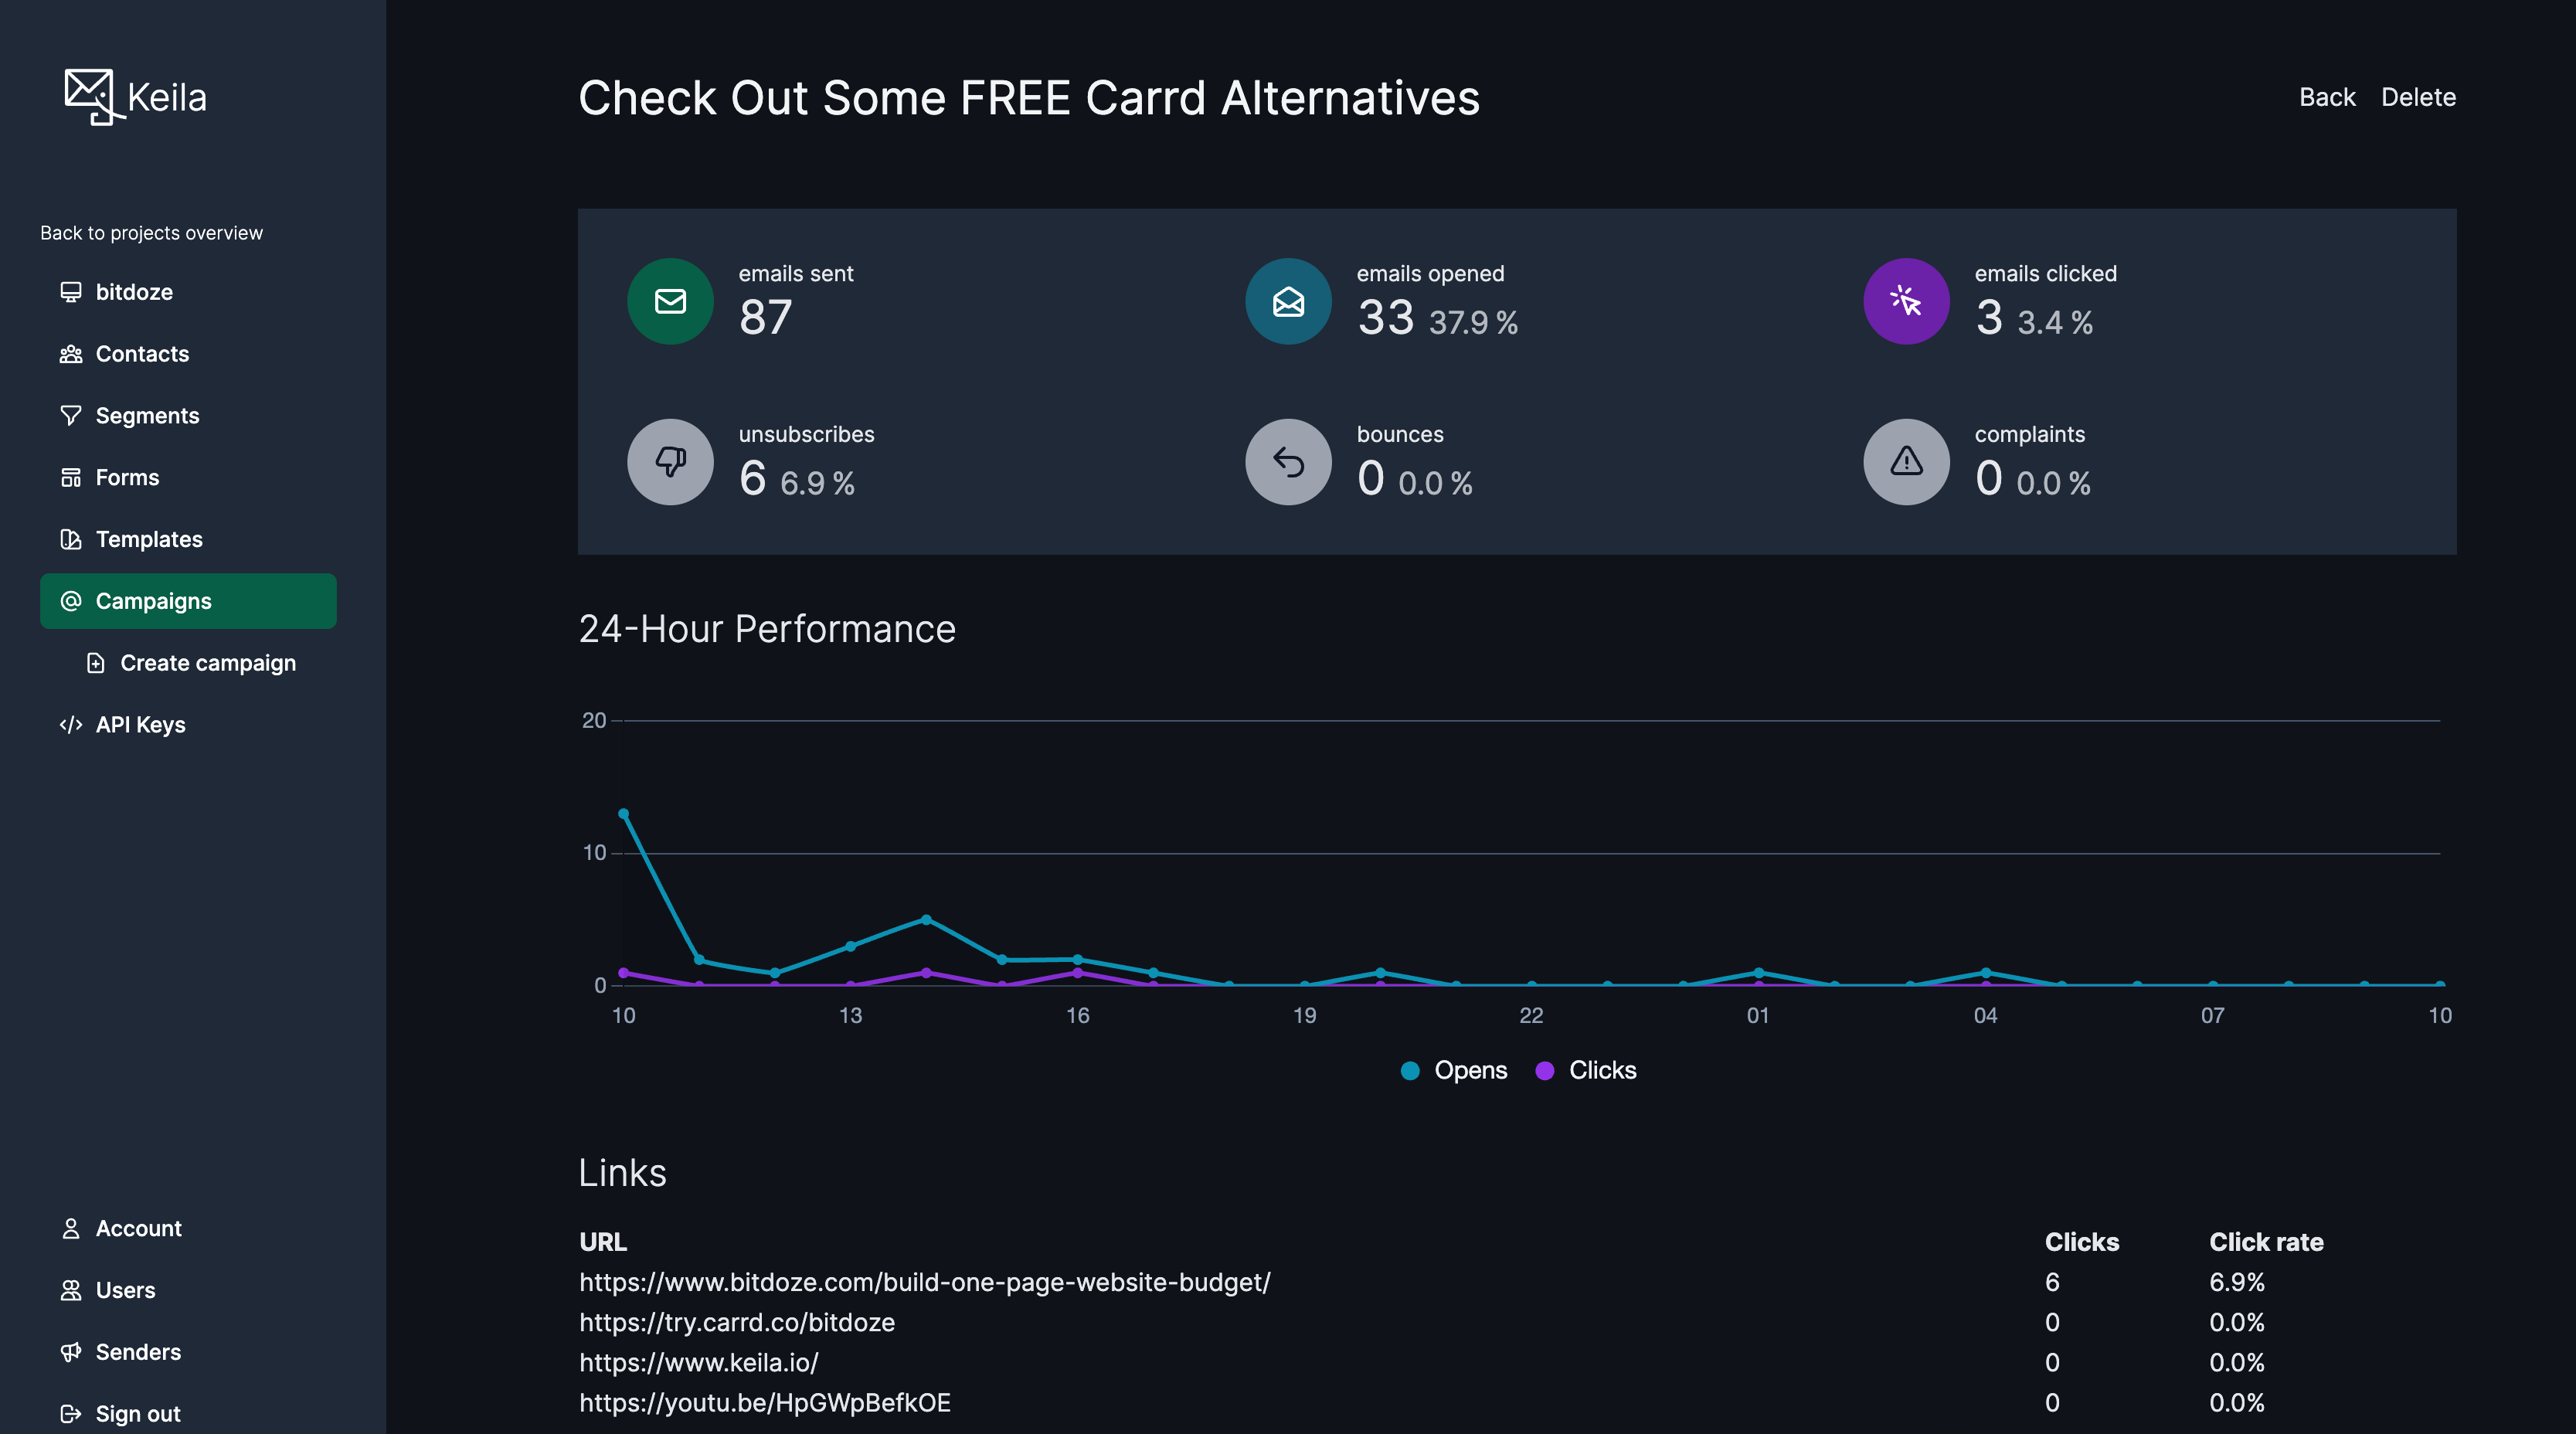 Keila
Back to projects overview
bitdoze
Contacts
Segments
Forms
Templates
Campaigns
Create campaign
API Keys
Account
Users
Senders
Sign out
Check Out Some FREE Carrd Alternatives
Back Delete
emails sent
87
emails opened
33 37.9 %
emails clicked
3 3.4 %
unsubscribes
6 6.9 %
bounces
0 0.0 %
complaints
0 0.0 %
24-Hour Performance
20
10
0
10 13 16 19 22 01 04 07 10
Opens Clicks
Links
URL Clicks Click rate
https://www.bitdoze.com/build-one-page-website-budget/ 6 6.9%
https://try.carrd.co/bitdoze 0 0.0%
https://www.keila.io/ 0 0.0%
https://youtu.be/HpGWpBefkOE 0 0.0%